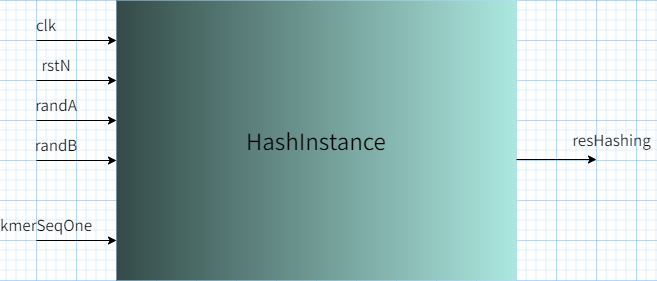 clk
rstN
randA
randB
kmerSeqOne
HashInstance
resHashing